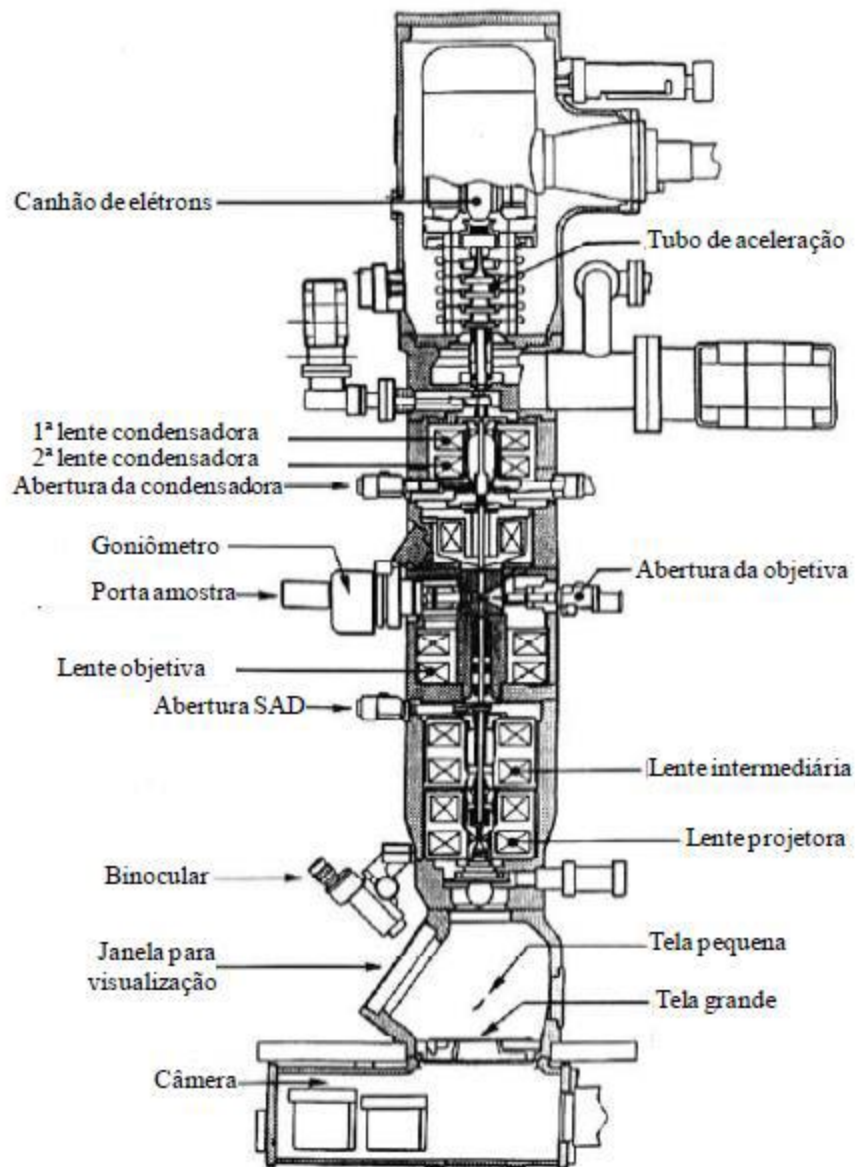 Canhão de elétrons
Tubo de aceleração
1ª lente condensadora
2ª lente condensadora
Abertura da condensadora
Goniômetro
Abertura da objetiva
Porta amostra
Lente objetiva
Abertura SAD
Lente intermediária
Lente projetora
Binocular
Tela pequena
Janela para
visualização
Tela grande
Câmera